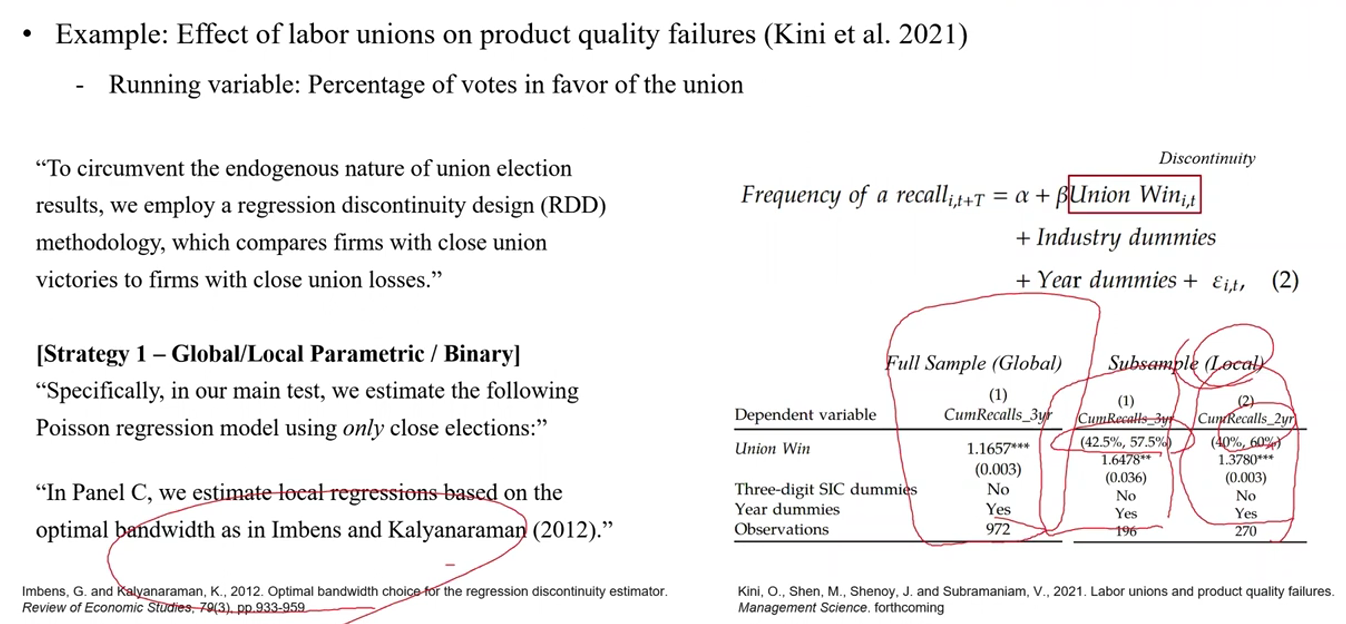 • Example: Effect of labor unions on product quality failures (Kini et al. 2021)
- Running variable: Percentage of votes in favor of the union
“To circumvent the endogenous nature of union election
results, we employ a regression discontinuity design (RDD)
methodology, which compares firms with close union
victories to firms with close union losses.”
[Strategy 1 – Global/Local Parametric / Binary]
“Specifically, in our main test, we estimate the following
Poisson regression model using only close elections:”
“In Panel C, we estimate local regressions based on the
optimal bandwidth as in Imbens and Kalyanaraman (2012).”
Imbens, G. and Kalyanaraman, K., 2012. Optimal bandwidth choice for the regression discontinuity estimator.
Review of Economic Studies, 79(3), pp.933-959.
Discontinuity
Frequency of a recall_{i,t+T} = α + βUnion Win_{i,t}
+ Industry dummies
+ Year dummies + ε_{i,t}, (2)
Full Sample (Global) Subsample (Local)
(1) (1) (2)
Dependent variable CumRecalls_3yr CumRecalls_3yr CumRecalls_2yr
(42.5%, 57.5%) (40%, 60%)
Union Win 1.1657*** 1.6478** 1.3780***
(0.003) (0.036) (0.003)
Three-digit SIC dummies No No No
Year dummies Yes Yes Yes
Observations 972 196 270
Kini, O., Shen, M., Shenoy, J. and Subramaniam, V., 2021. Labor unions and product quality failures.
Management Science. forthcoming